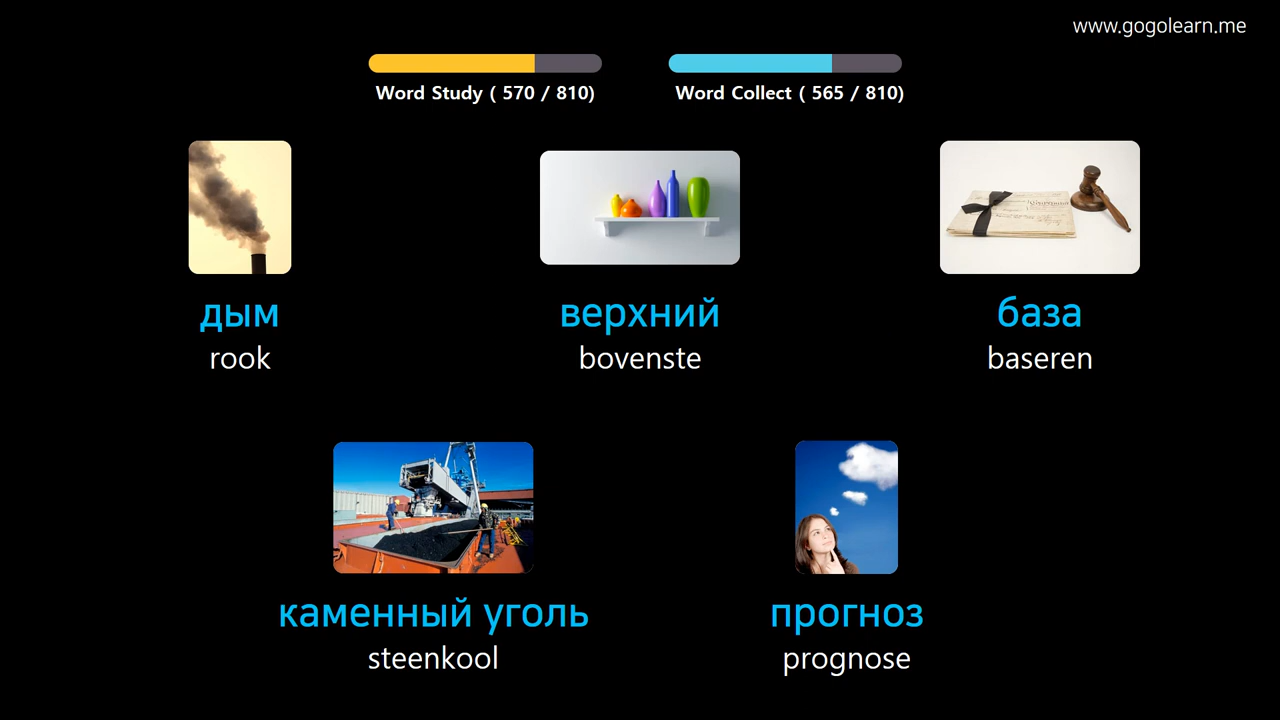 www.gogolearn.me
Word Study ( 570 / 810)
Word Collect ( 565 / 810)
дым
rook
верхний
bovenste
база
baseren
каменный уголь
steenkool
прогноз
prognose